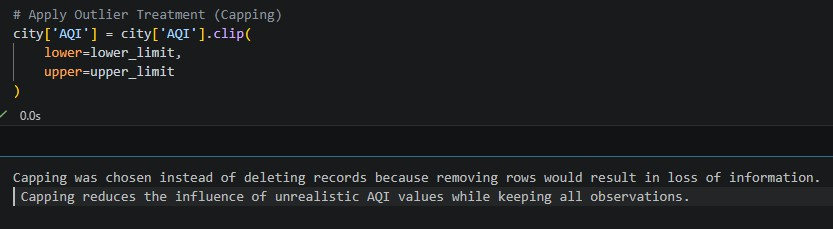 # Apply Outlier Treatment (Capping)
city['AQI'] = city['AQI'].clip(
    lower=lower_limit,
    upper=upper_limit
)
0.0s
Capping was chosen instead of deleting records because removing rows would result in loss of information.
Capping reduces the influence of unrealistic AQI values while keeping all observations.